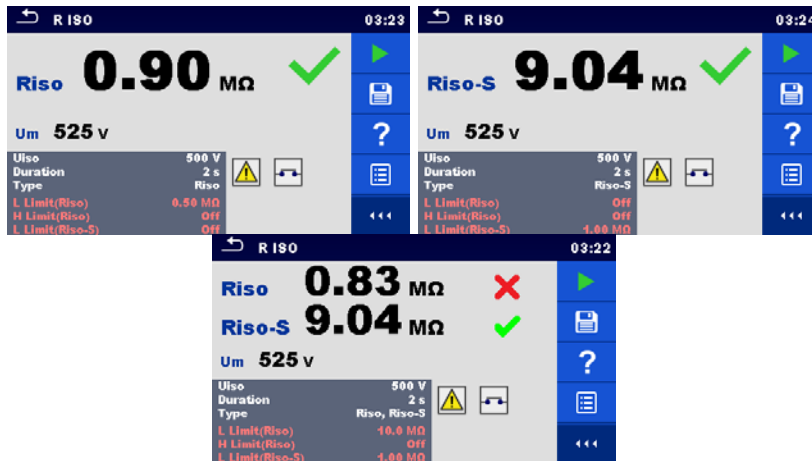 R ISO 03:23
Riso 0.90 MΩ
Um 525 V
Uiso 500 V
Duration 2 s
Type Riso
L Limit(Riso) 0.50 MΩ
H Limit(Riso) Off
L Limit(Riso-S) Off
?
R ISO 03:24
Riso-S 9.04 MΩ
Um 525 V
Uiso 500 V
Duration 2 s
Type Riso-S
L Limit(Riso) Off
H Limit(Riso) Off
L Limit(Riso-S) 1.00 MΩ
?
R ISO 03:22
Riso 0.83 MΩ
Riso-S 9.04 MΩ
Um 525 V
Uiso 500 V
Duration 2 s
Type Riso, Riso-S
L Limit(Riso) 10.0 MΩ
H Limit(Riso) Off
L Limit(Riso-S) 1.00 MΩ
?